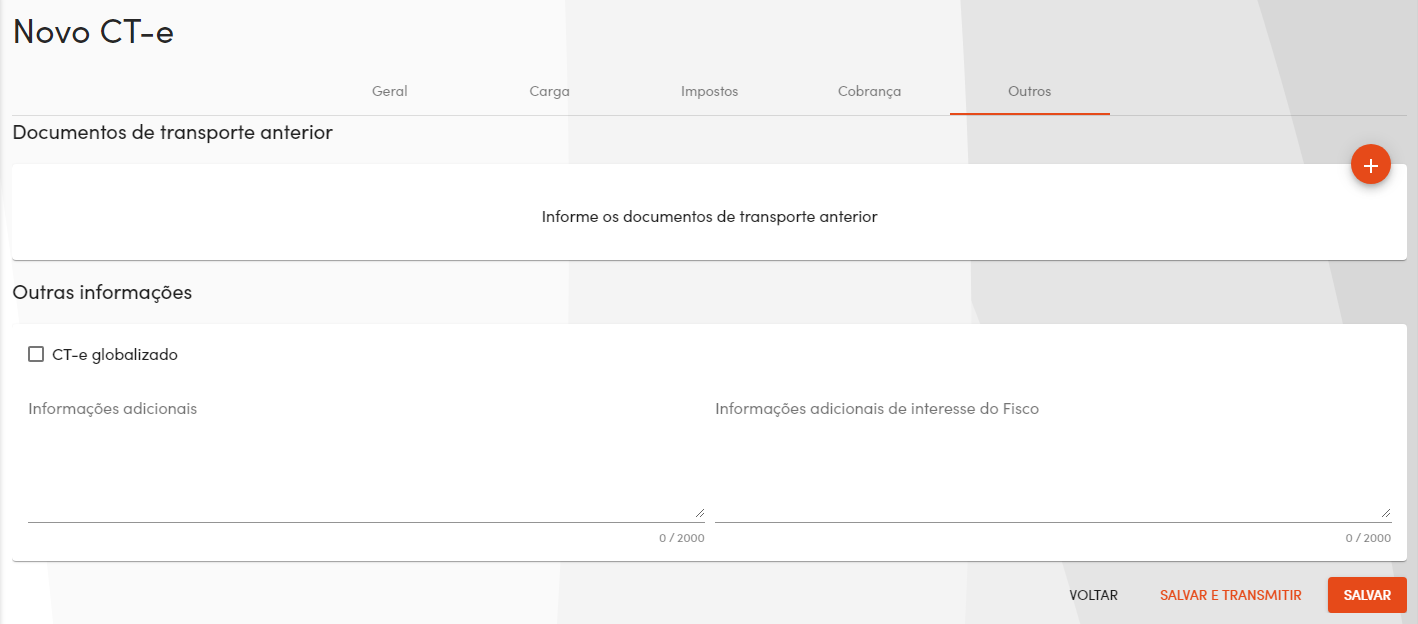 Novo CT-e
Geral Carga Impostos Cobrança Outros
Documentos de transporte anterior
Informe os documentos de transporte anterior
Outras informações
CT-e globalizado
Informações adicionais Informações adicionais de interesse do Fisco
0 / 2000 0 / 2000
VOLTAR SALVAR E TRANSMITIR SALVAR